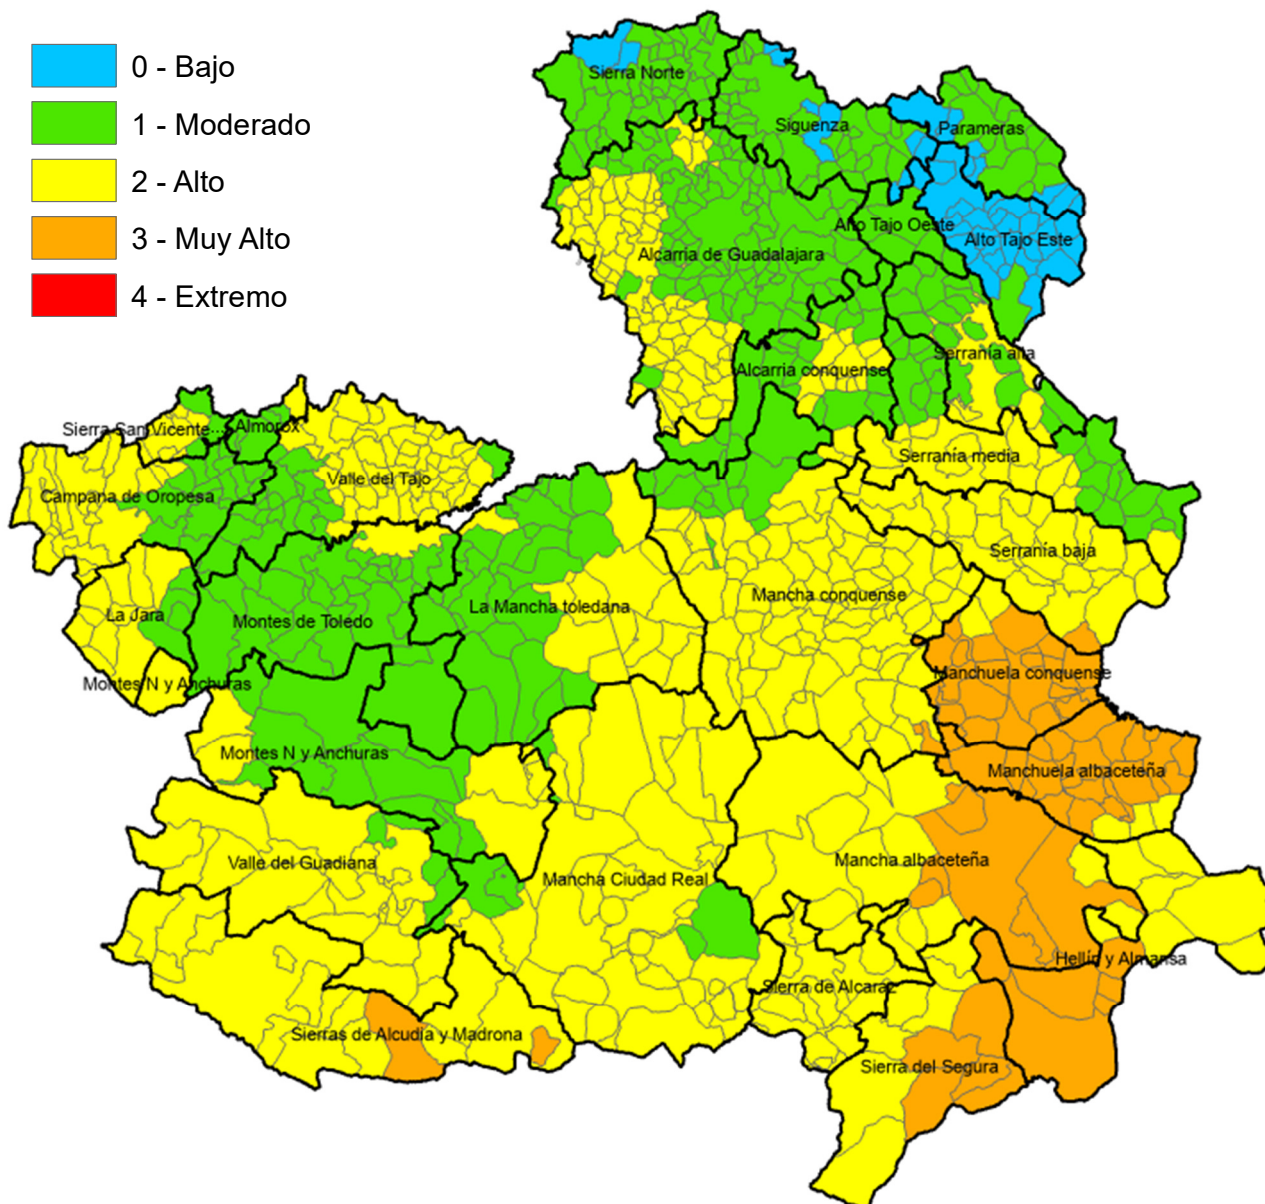 0 - Bajo
1 - Moderado
2 - Alto
3 - Muy Alto
4 - Extremo
Sierra Norte
Siguenza
Parameras
Alto Tajo Oeste
Alto Tajo Este
Alcarria de Guadalajara
Serranía alta
Alcarria conquense
Sierra San Vicente...
Almorox
Serranía media
Valle del Tajo
Campana de Oropesa
Serranía baja
Mancha conquense
La Mancha toledana
La Jara
Montes de Toledo
Manchuela conquense
Montes N y Anchuras
Montes N y Anchuras
Manchuela albaceteña
Valle del Guadiana
Mancha albaceteña
Mancha Ciudad Real
Hellín y Almansa
Sierra de Alcaraz
Sierras de Alcudia y Madrona
Sierra del Segura